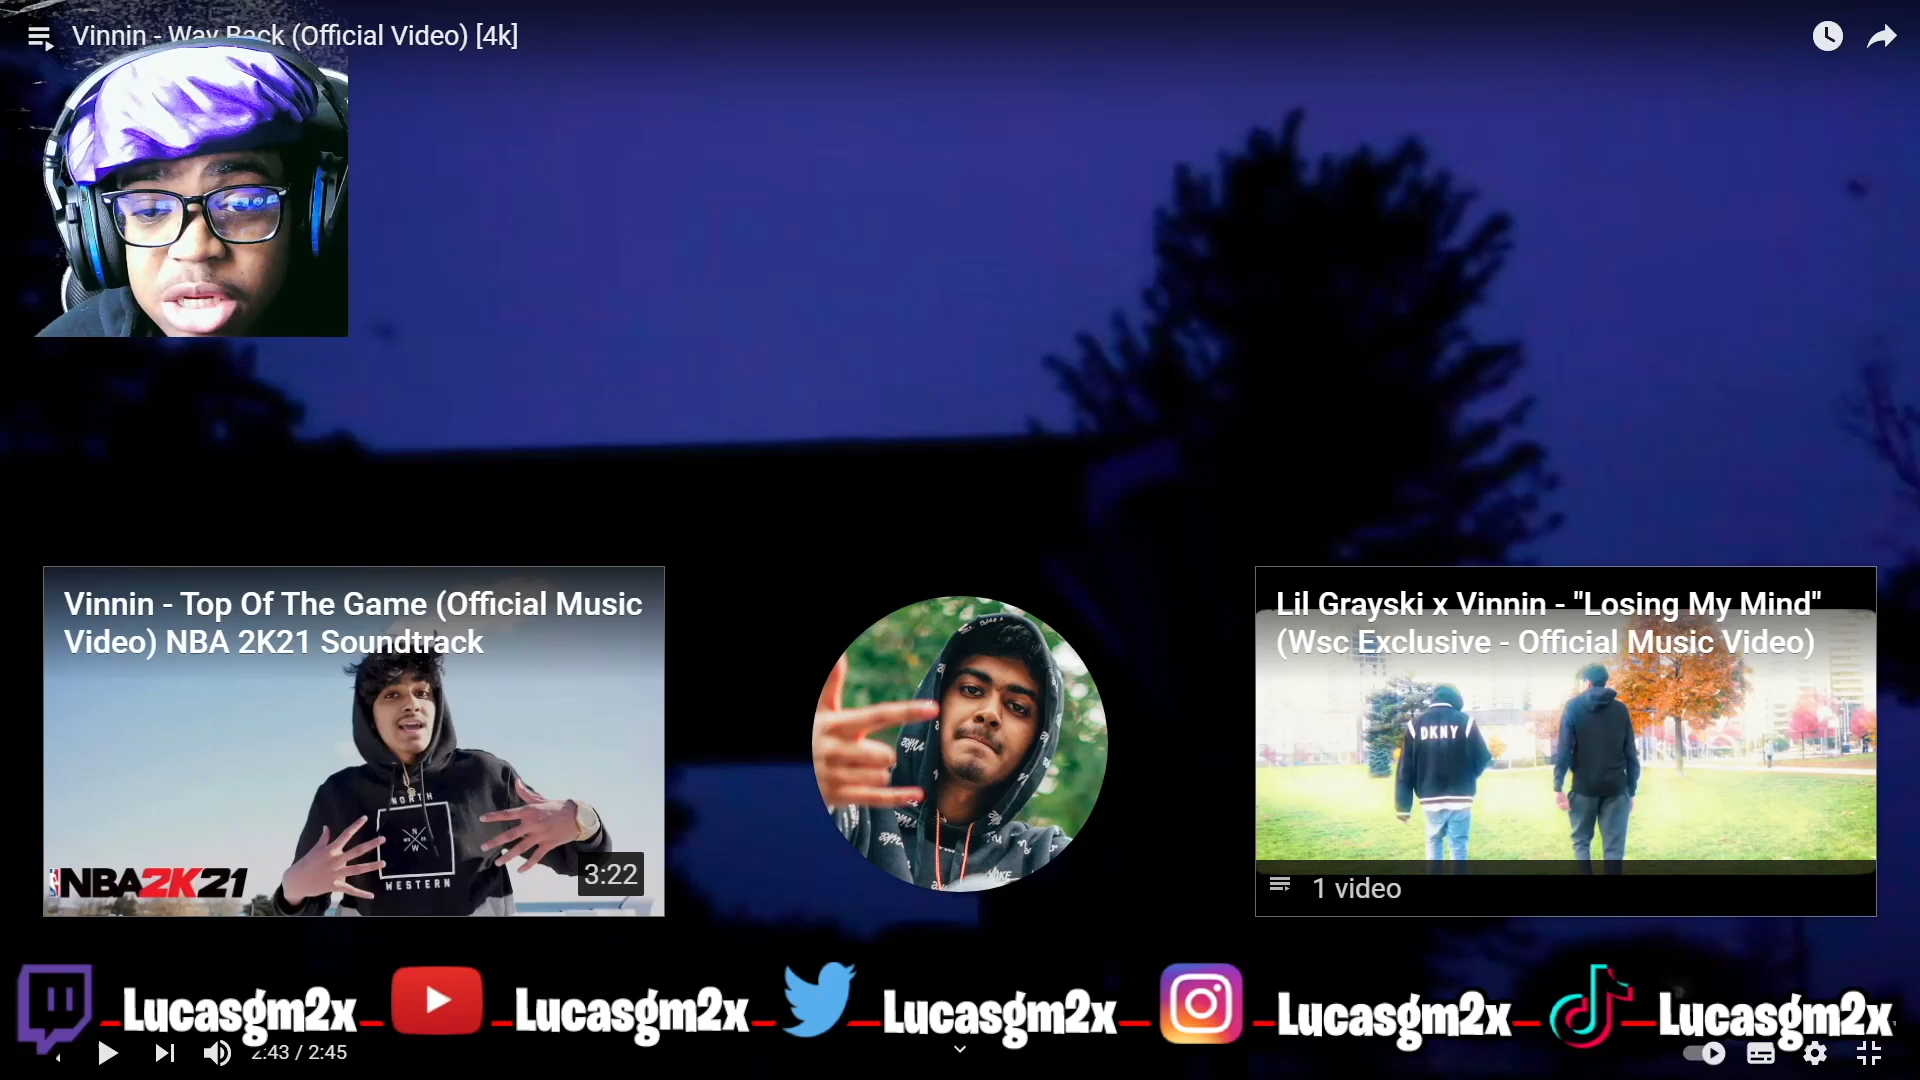 Vinnin - Way Back (Official Video) [4k]
Vinnin - Top Of The Game (Official Music
Video) NBA 2K21 Soundtrack
NORTH
N
W
WESTERN
NBA2K21
3:22
Lil Grayski x Vinnin - "Losing My Mind"
(Wsc Exclusive - Official Music Video)
DKNY
1 video
Lucasgm2x
Lucasgm2x
Lucasgm2x
Lucasgm2x
Lucasgm2x
2:43 / 2:45